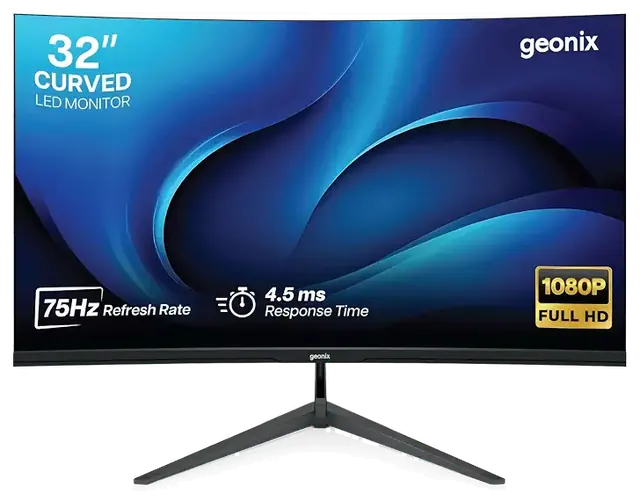 32"
CURVED
LED MONITOR
geonix
75Hz Refresh Rate
4.5 ms
Response Time
1080P
FULL HD
geonix